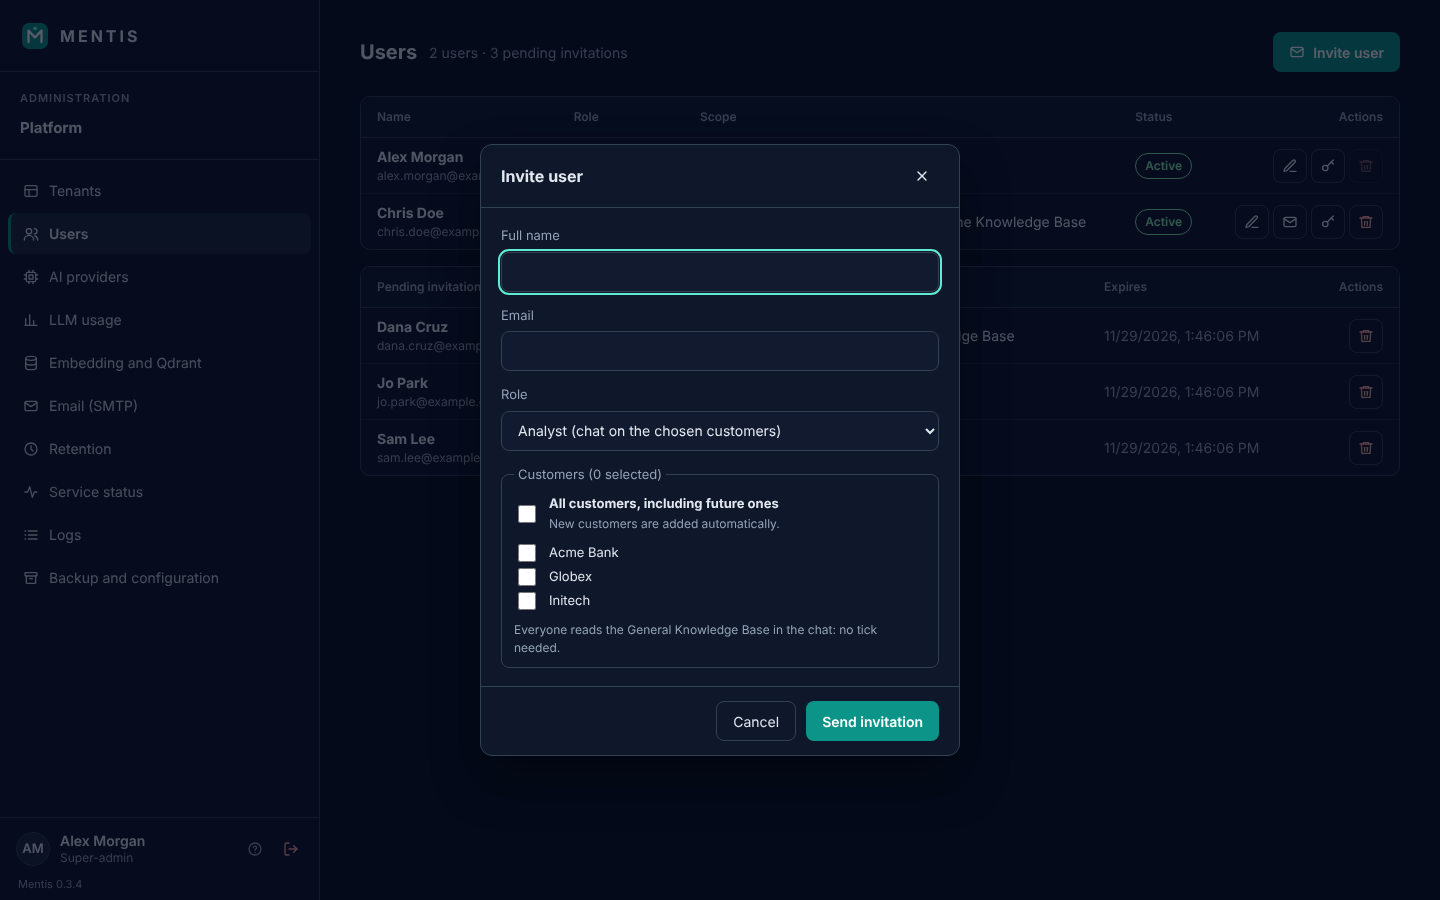 MENTIS
ADMINISTRATION
Platform
Tenants
Users
AI providers
LLM usage
Embedding and Qdrant
Email (SMTP)
Retention
Service status
Logs
Backup and configuration
AM
Alex Morgan
Super-admin
Mentis 0.3.4
Users 2 users · 3 pending invitations
Invite user
Name Role Scope Status Actions
Alex Morgan
Active
Chris Doe
Knowledge Base
Active
Pending Expires Actions
Dana Cruz
Base
11/29/2026, 1:46:06 PM
Jo Park
11/29/2026, 1:46:06 PM
Sam Lee
11/29/2026, 1:46:06 PM
Invite user
Full name
Email
Role
Analyst (chat on the chosen customers)
Customers (0 selected)
All customers, including future ones
New customers are added automatically.
Acme Bank
Globex
Initech
Everyone reads the General Knowledge Base in the chat: no tick
needed.
Cancel
Send invitation